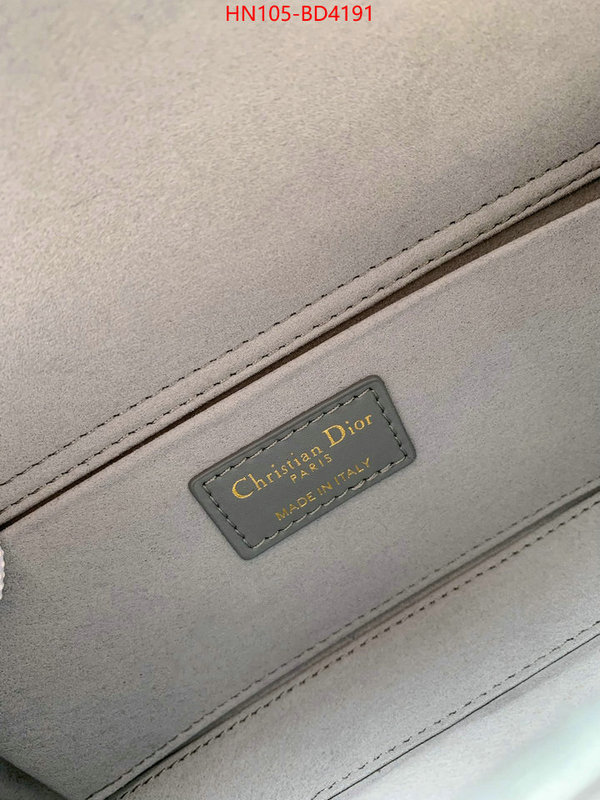 HN105-BD4191
Christian Dior
PARIS
MADE IN ITALY